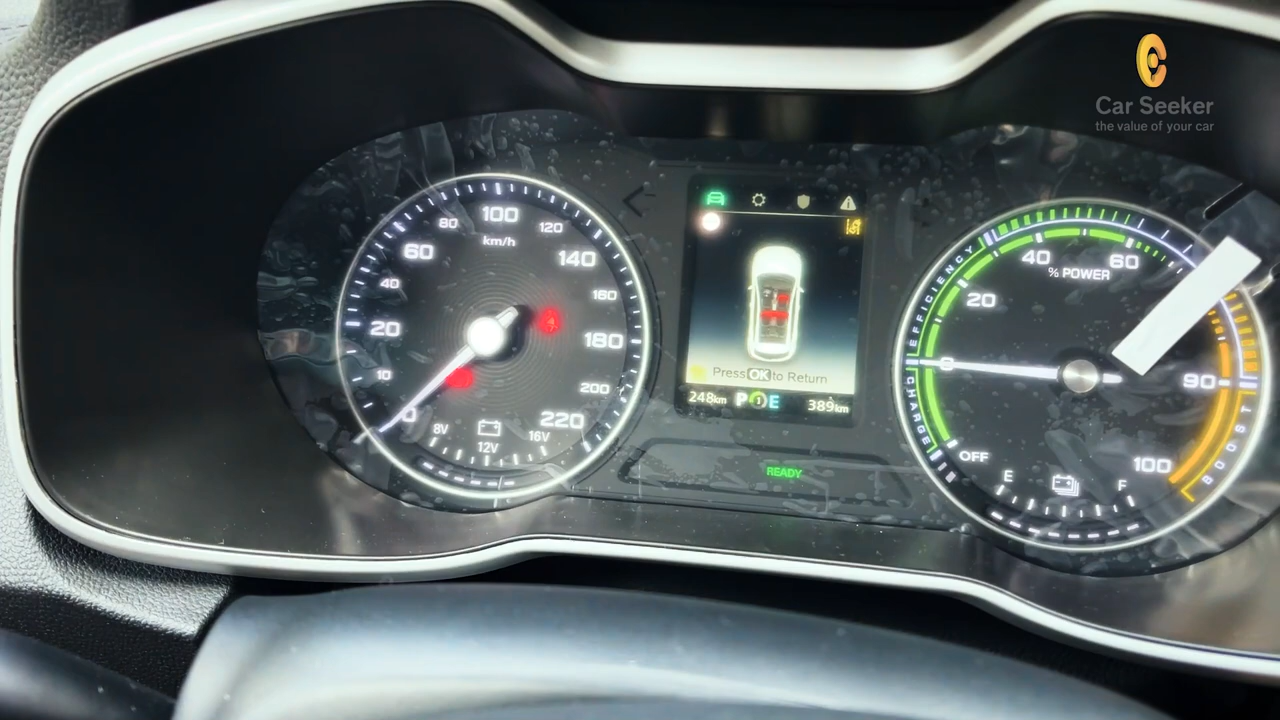 Car Seeker
the value of your car
0
10
20
40
60
80
100
120
140
160
180
200
220
km/h
8V
12V
16V
Press OK to Return
248km
P
E
389km
READY
EFFICIENCY
CHARGE
BOOST
OFF
0
20
40
60
90
100
% POWER
E
F